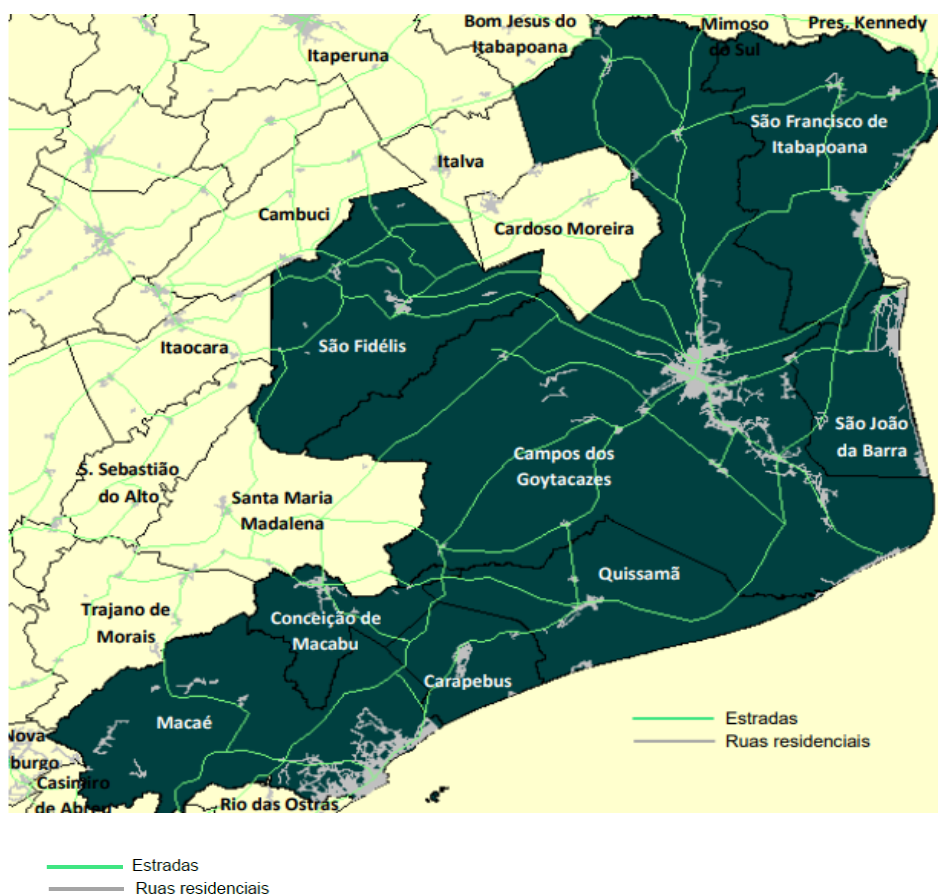 Bom Jesus do
Itabapoana
Mimoso
do Sul
Pres. Kennedy
Itaperuna
São Francisco de
Itabapoana
Italva
Cambuci
Cardoso Moreira
Itaocara
São Fidélis
São João
da Barra
Campos dos
Goytacazes
S. Sebastião
do Alto
Santa Maria
Madalena
Quissamã
Trajano de
Morais
Conceição de
Macabu
Carapebus
Macaé
Nova
burgo
Casimiro
de Abreu
Rio das Ostras
Estradas
Ruas residenciais
Estradas
Ruas residenciais